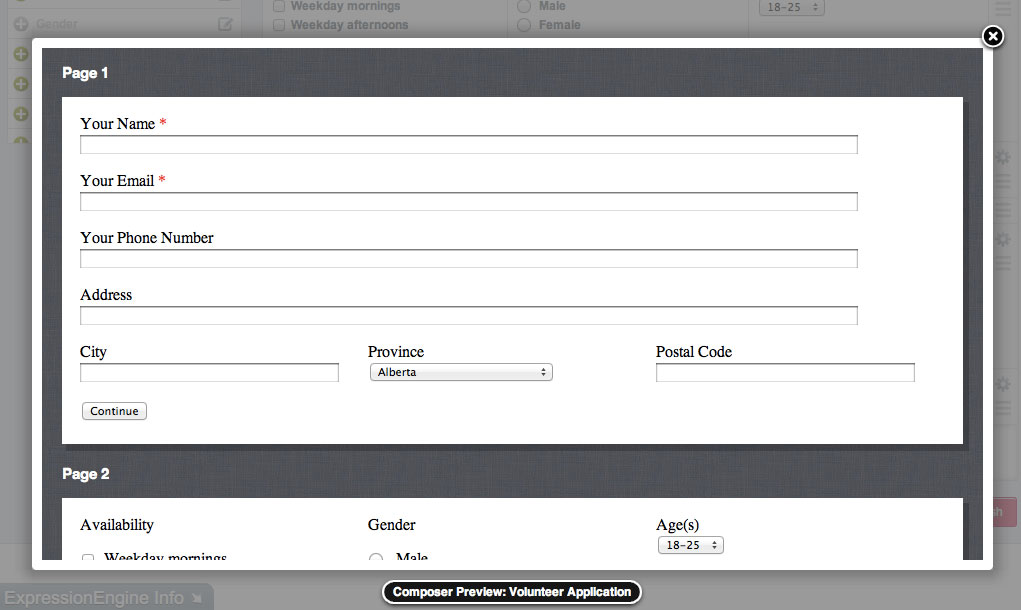 Weekday mornings Male 18-25
Gender Weekday afternoons Female
Page 1
Your Name *
Your Email *
Your Phone Number
Address
City Province Postal Code
Alberta
Continue
Page 2
Availability Gender Age(s)
18-25
Weekday mornings Male
Composer Preview: Volunteer Application
ExpressionEngine Info